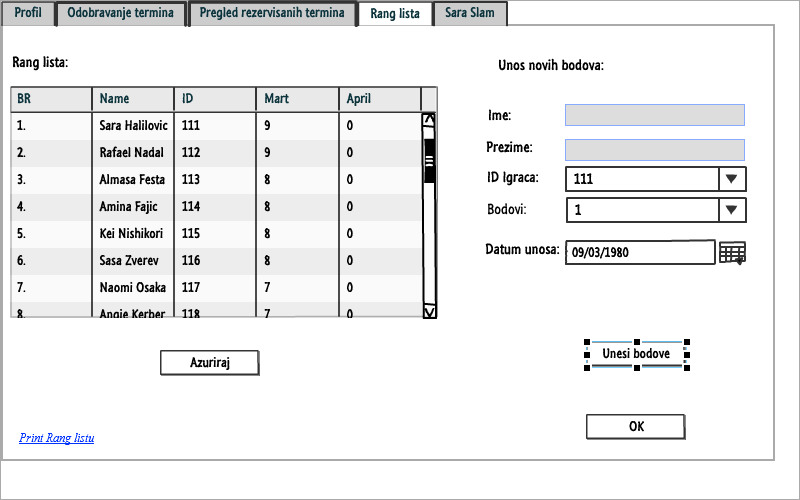 Profil Odobravanje termina Pregled rezervisanih termina Rang lista Sara Slam
Rang lista:
BR Name ID Mart April
1. Sara Halilovic 111 9 0
2. Rafael Nadal 112 9 0
3. Almasa Festa 113 8 0
4. Amina Fajic 114 8 0
5. Kei Nishikori 115 8 0
6. Sasa Zverev 116 8 0
7. Naomi Osaka 117 7 0
8. Angie Kerber 118 7 0
Azuriraj
Print Rang listu
Unos novih bodova:
Ime:
Prezime:
ID Igraca: 111
Bodovi: 1
Datum unosa: 09/03/1980
Unesi bodove
OK